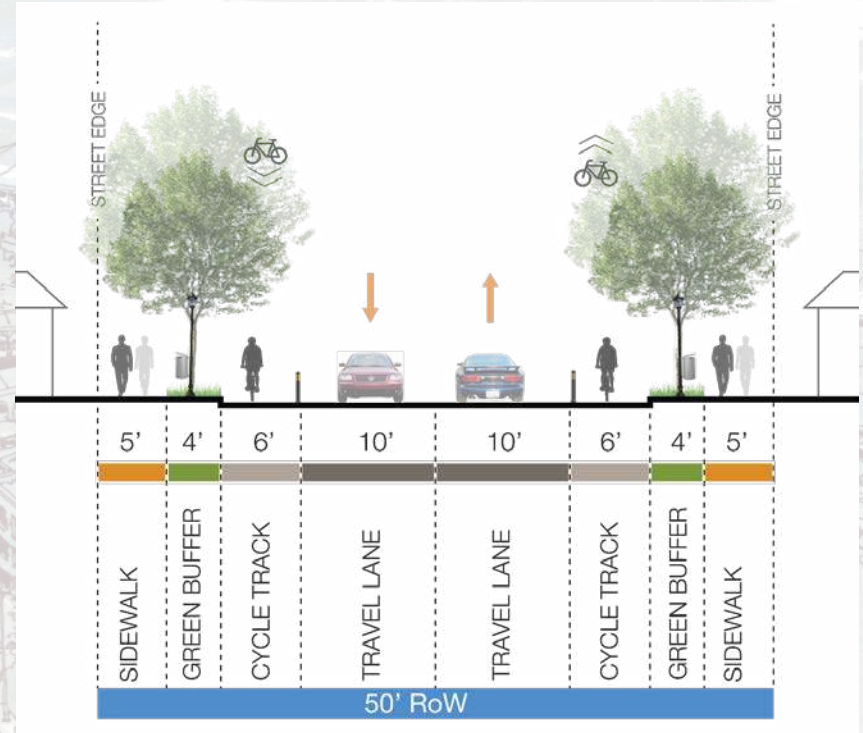 STREET EDGE
STREET EDGE
5’ 4’ 6’ 10’ 10’ 6’ 4’ 5’
SIDEWALK
GREEN BUFFER
CYCLE TRACK
TRAVEL LANE
TRAVEL LANE
CYCLE TRACK
GREEN BUFFER
SIDEWALK
50’ RoW